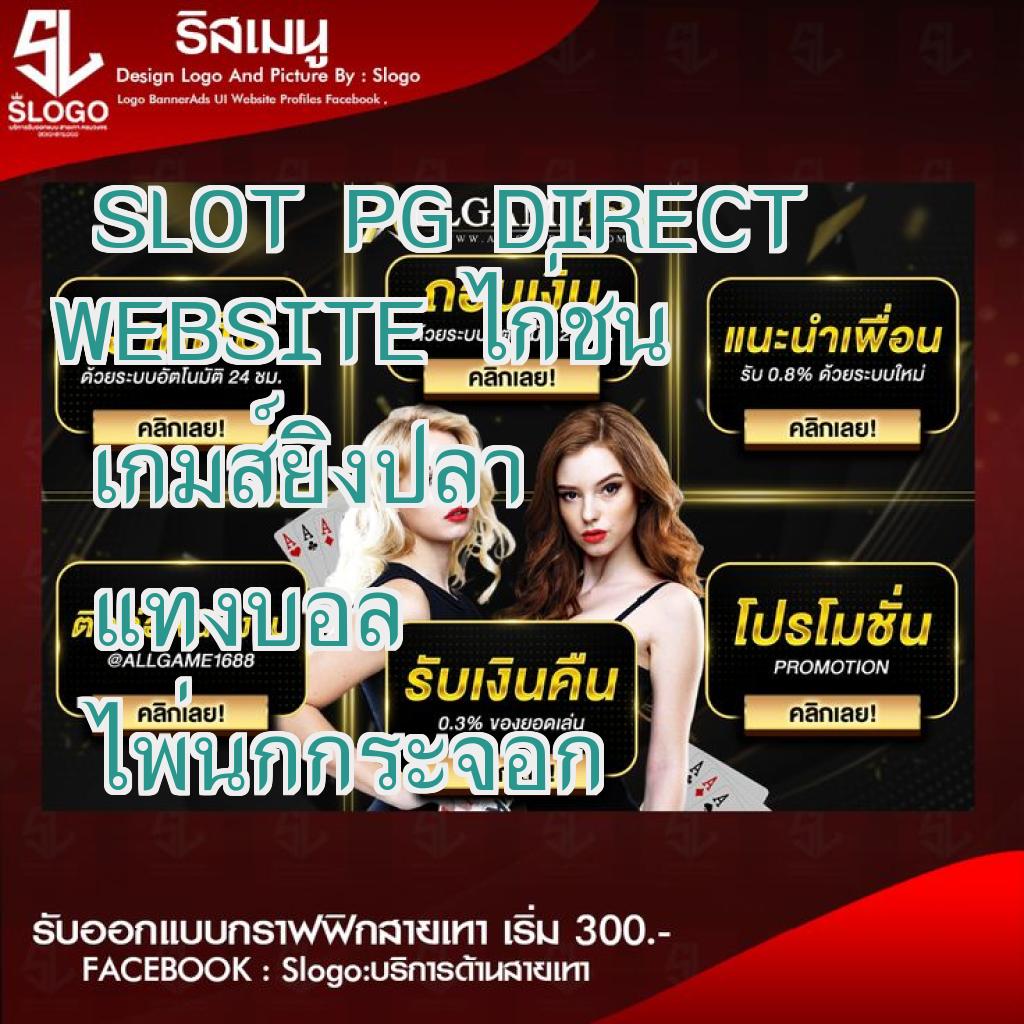 SL
SLOGO
ริสเมนู
Design Logo And Picture By : Slogo
Logo BannerAds UI Website Profiles Facebook .
SLOT PG DIRECT
WEBSITE ไก่ชน
เกมส์ยิงปลา
แทงบอล
ไพ่นกกระจอก
ถอนเงิน
คลิกเลย!
ด้วยระบบอัตโนมัติ 24 ชม.
คลิกเลย!
แนะนำเพื่อน
รับ 0.8% ด้วยระบบใหม่
คลิกเลย!
@ALLGAME1688
คลิกเลย!
รับเงินคืน
0.3% ของยอดเล่น
โปรโมชั่น
PROMOTION
คลิกเลย!
รับออกแบบกราฟฟิกสายเทา เริ่ม 300.-
FACEBOOK : Slogo:บริการด้านสายเทา